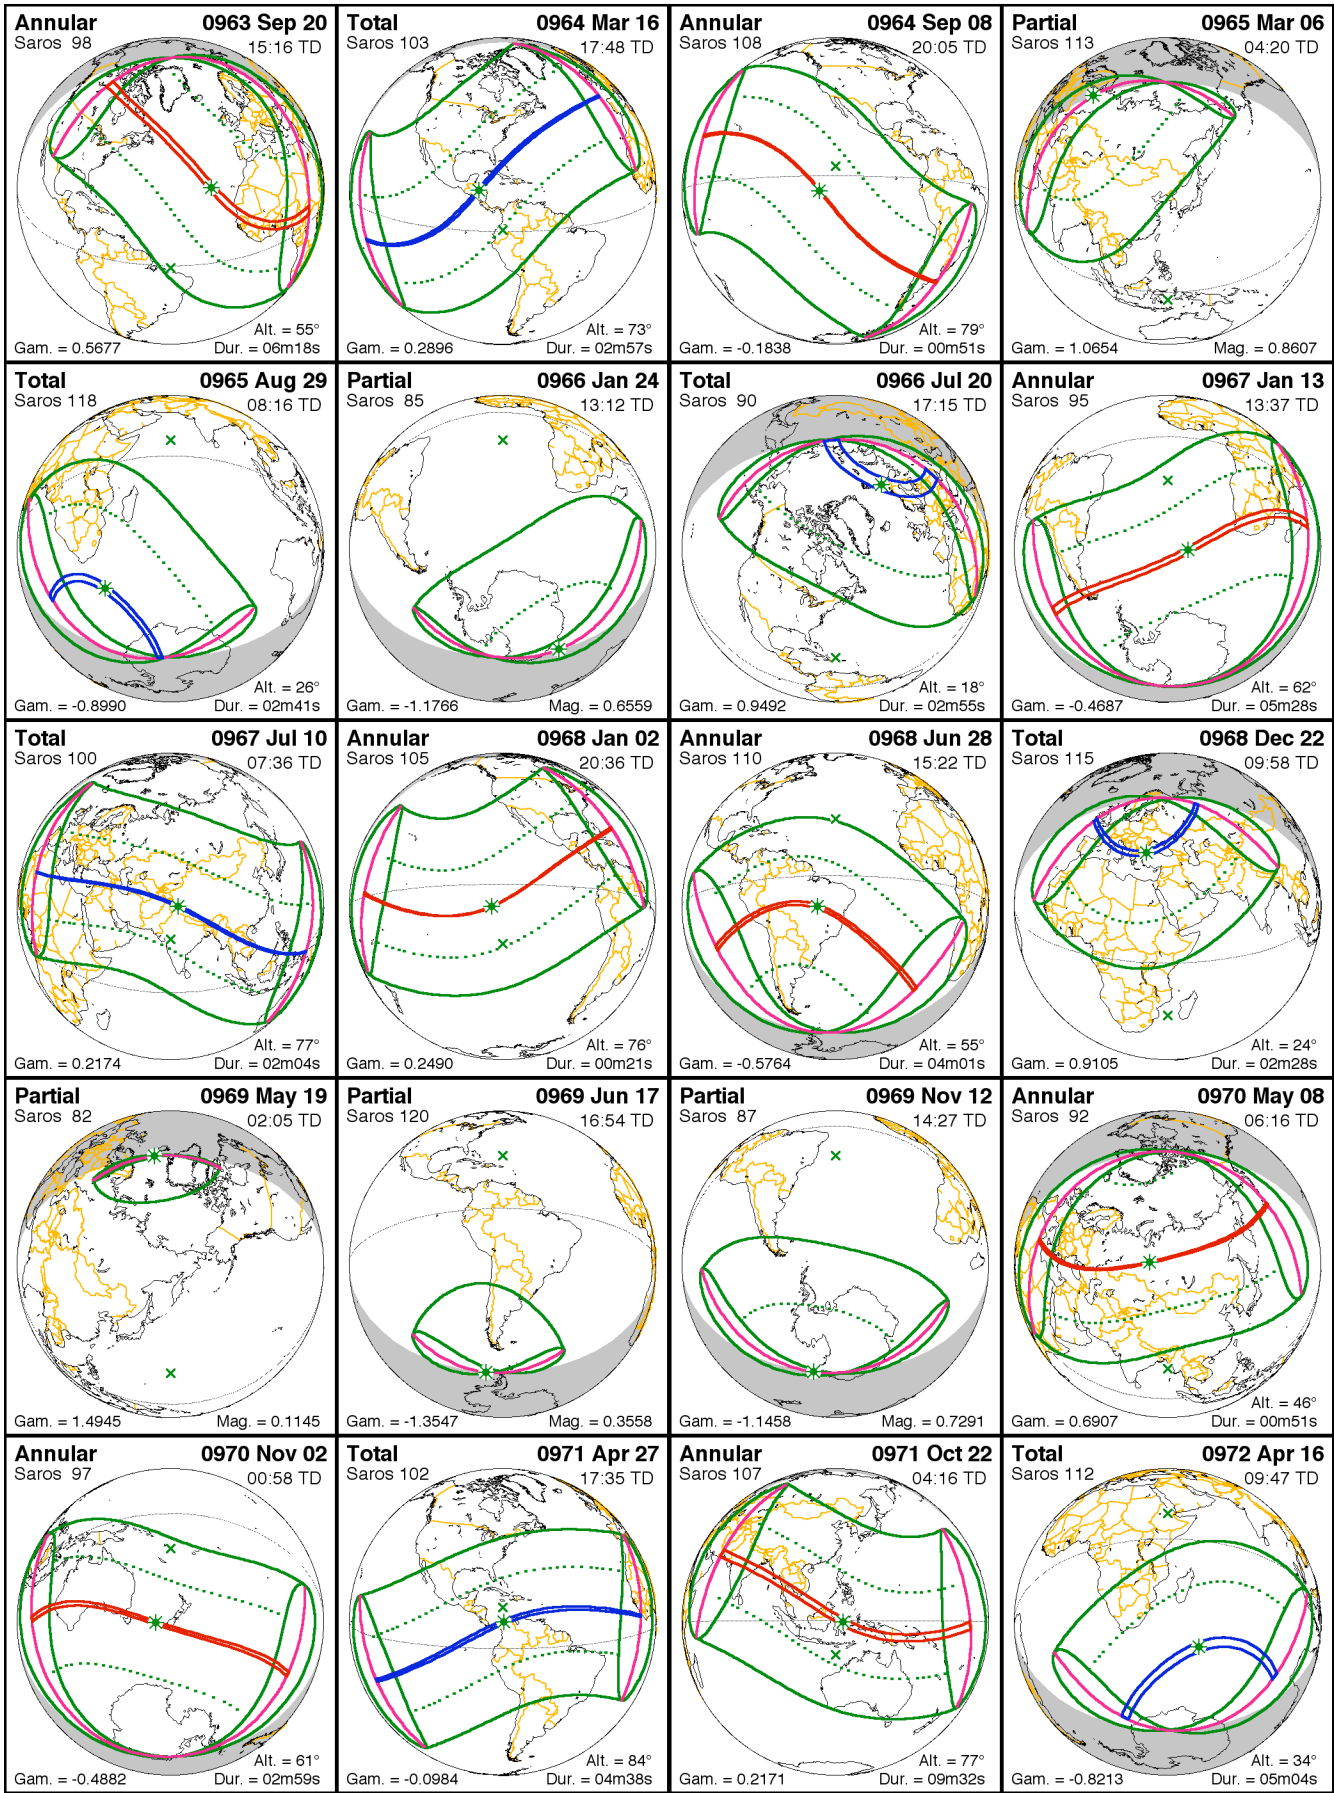 Annular 0963 Sep 20
Saros 98 15:16 TD
Alt. = 55°
Gam. = 0.5677 Dur. = 06m18s
Total 0964 Mar 16
Saros 103 17:48 TD
Alt. = 73°
Gam. = 0.2896 Dur. = 02m57s
Annular 0964 Sep 08
Saros 108 20:05 TD
Alt. = 79°
Gam. = -0.1838 Dur. = 00m51s
Partial 0965 Mar 06
Saros 113 04:20 TD
Gam. = 1.0654 Mag. = 0.8607
Total 0965 Aug 29
Saros 118 08:16 TD
Alt. = 26°
Gam. = -0.8990 Dur. = 02m41s
Partial 0966 Jan 24
Saros 85 13:12 TD
Gam. = -1.1766 Mag. = 0.6559
Total 0966 Jul 20
Saros 90 17:15 TD
Alt. = 18°
Gam. = 0.9492 Dur. = 02m55s
Annular 0967 Jan 13
Saros 95 13:37 TD
Alt. = 62°
Gam. = -0.4687 Dur. = 05m28s
Total 0967 Jul 10
Saros 100 07:36 TD
Alt. = 77°
Gam. = 0.2174 Dur. = 02m04s
Annular 0968 Jan 02
Saros 105 20:36 TD
Alt. = 76°
Gam. = 0.2490 Dur. = 00m21s
Annular 0968 Jun 28
Saros 110 15:22 TD
Alt. = 55°
Gam. = -0.5764 Dur. = 04m01s
Total 0968 Dec 22
Saros 115 09:58 TD
Alt. = 24°
Gam. = 0.9105 Dur. = 02m28s
Partial 0969 May 19
Saros 82 02:05 TD
Gam. = 1.4945 Mag. = 0.1145
Partial 0969 Jun 17
Saros 120 16:54 TD
Gam. = -1.3547 Mag. = 0.3558
Partial 0969 Nov 12
Saros 87 14:27 TD
Gam. = -1.1458 Mag. = 0.7291
Annular 0970 May 08
Saros 92 06:16 TD
Alt. = 46°
Gam. = 0.6907 Dur. = 00m51s
Annular 0970 Nov 02
Saros 97 00:58 TD
Alt. = 61°
Gam. = -0.4882 Dur. = 02m59s
Total 0971 Apr 27
Saros 102 17:35 TD
Alt. = 84°
Gam. = -0.0984 Dur. = 04m38s
Annular 0971 Oct 22
Saros 107 04:16 TD
Alt. = 77°
Gam. = 0.2171 Dur. = 09m32s
Total 0972 Apr 16
Saros 112 09:47 TD
Alt. = 34°
Gam. = -0.8213 Dur. = 05m04s